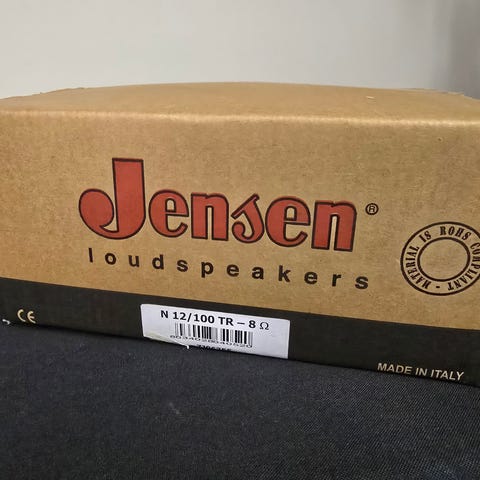 Jensen®
loudspeakers
MATERIAL IS ROHS COMPLIANT -
CE
N 12/100 TR – 8 Ω
MADE IN ITALY